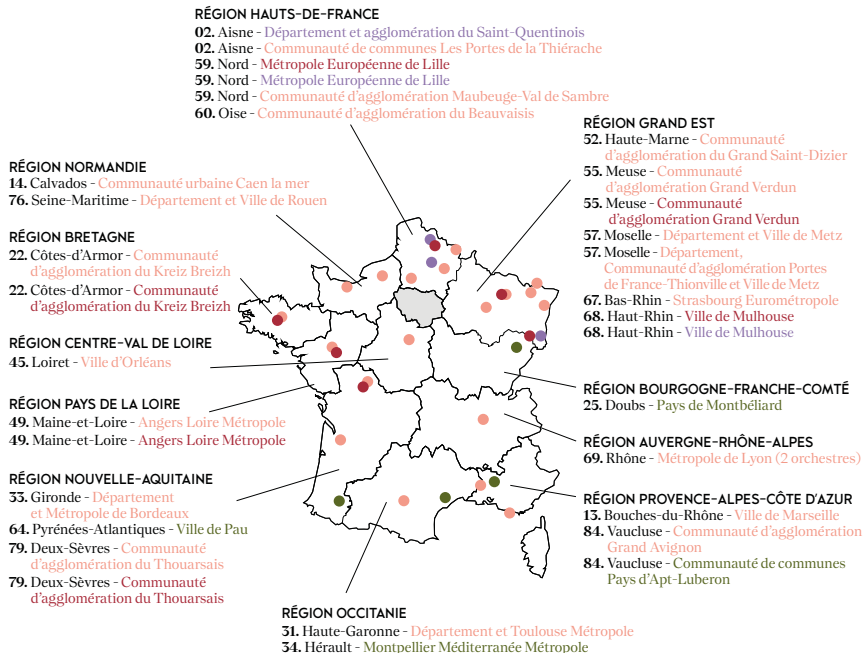 RÉGION HAUTS-DE-FRANCE
02. Aisne - Département et agglomération du Saint-Quentinois
02. Aisne - Communauté de communes Les Portes de la Thiérache
59. Nord - Métropole Européenne de Lille
59. Nord - Métropole Européenne de Lille
59. Nord - Communauté d'agglomération Maubeuge-Val de Sambre
60. Oise - Communauté d'agglomération du Beauvaisis
RÉGION GRAND EST
52. Haute-Marne - Communauté
d'agglomération du Grand Saint-Dizier
55. Meuse - Communauté
d'agglomération Grand Verdun
55. Meuse - Communauté
d'agglomération Grand Verdun
57. Moselle - Département et Ville de Metz
57. Moselle - Département,
Communauté d'agglomération Portes
de France-Thionville et Ville de Metz
67. Bas-Rhin - Strasbourg Eurométropole
68. Haut-Rhin - Ville de Mulhouse
68. Haut-Rhin - Ville de Mulhouse
RÉGION NORMANDIE
14. Calvados - Communauté urbaine Caen la mer
76. Seine-Maritime - Département et Ville de Rouen
RÉGION BRETAGNE
22. Côtes-d'Armor - Communauté
d'agglomération du Kreiz Breizh
22. Côtes-d'Armor - Communauté
d'agglomération du Kreiz Breizh
RÉGION CENTRE-VAL DE LOIRE
45. Loiret - Ville d'Orléans
RÉGION PAYS DE LA LOIRE
49. Maine-et-Loire - Angers Loire Métropole
49. Maine-et-Loire - Angers Loire Métropole
RÉGION NOUVELLE-AQUITAINE
33. Gironde - Département
et Métropole de Bordeaux
64. Pyrénées-Atlantiques - Ville de Pau
79. Deux-Sèvres - Communauté
d'agglomération du Thouarsais
79. Deux-Sèvres - Communauté
d'agglomération du Thouarsais
RÉGION BOURGOGNE-FRANCHE-COMTÉ
25. Doubs - Pays de Montbéliard
RÉGION AUVERGNE-RHÔNE-ALPES
69. Rhône - Métropole de Lyon (2 orchestres)
RÉGION PROVENCE-ALPES-CÔTE D'AZUR
13. Bouches-du-Rhône - Ville de Marseille
84. Vaucluse - Communauté d'agglomération
Grand Avignon
84. Vaucluse - Communauté de communes
Pays d'Apt-Luberon
RÉGION OCCITANIE
31. Haute-Garonne - Département et Toulouse Métropole
34. Hérault - Montpellier Méditerranée Métropole